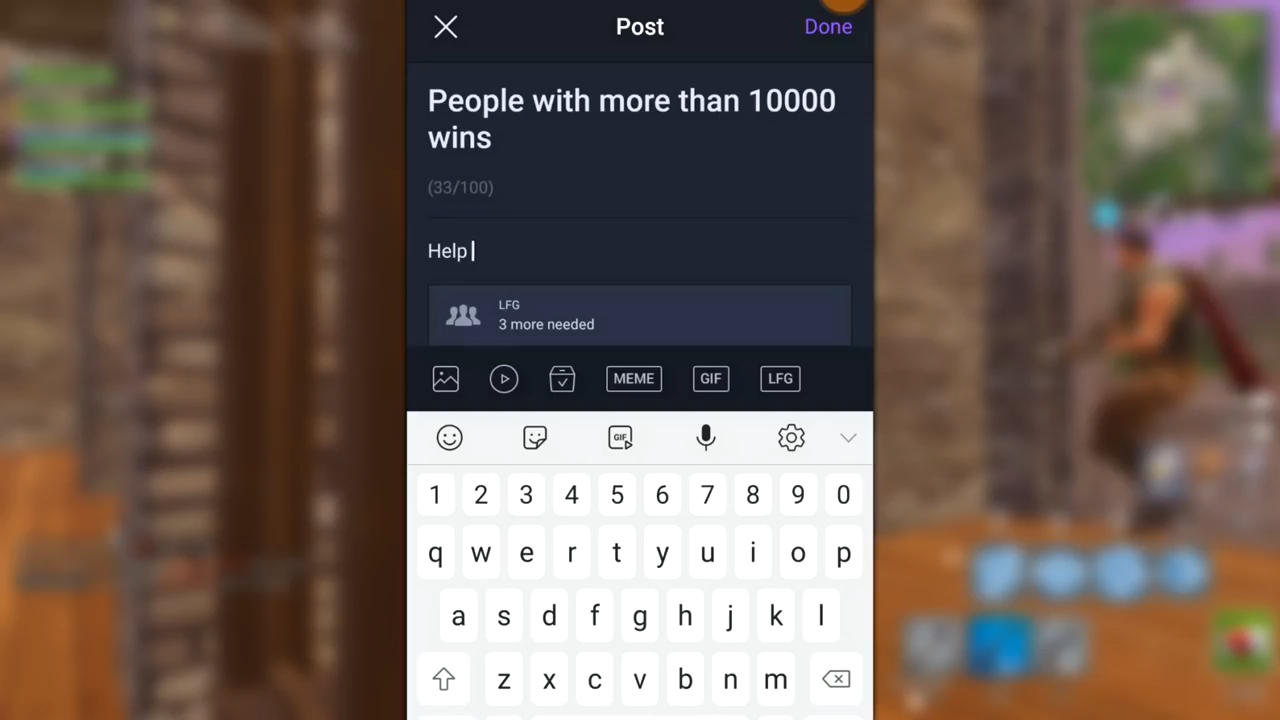 Post
Done
People with more than 10000
wins
(33/100)
Help
LFG
3 more needed
MEME
GIF
LFG
GIF
1 2 3 4 5 6 7 8 9 0
q w e r t y u i o p
a s d f g h j k l
z x c v b n m